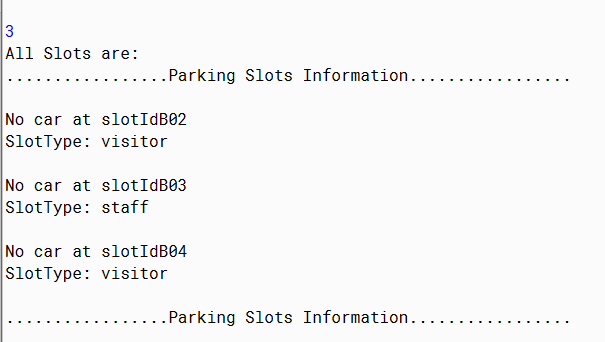 3
All Slots are:
.................Parking Slots Information.................
No car at slotIdB02
SlotType: visitor
No car at slotIdB03
SlotType: staff
No car at slotIdB04
SlotType: visitor
.................Parking Slots Information.................